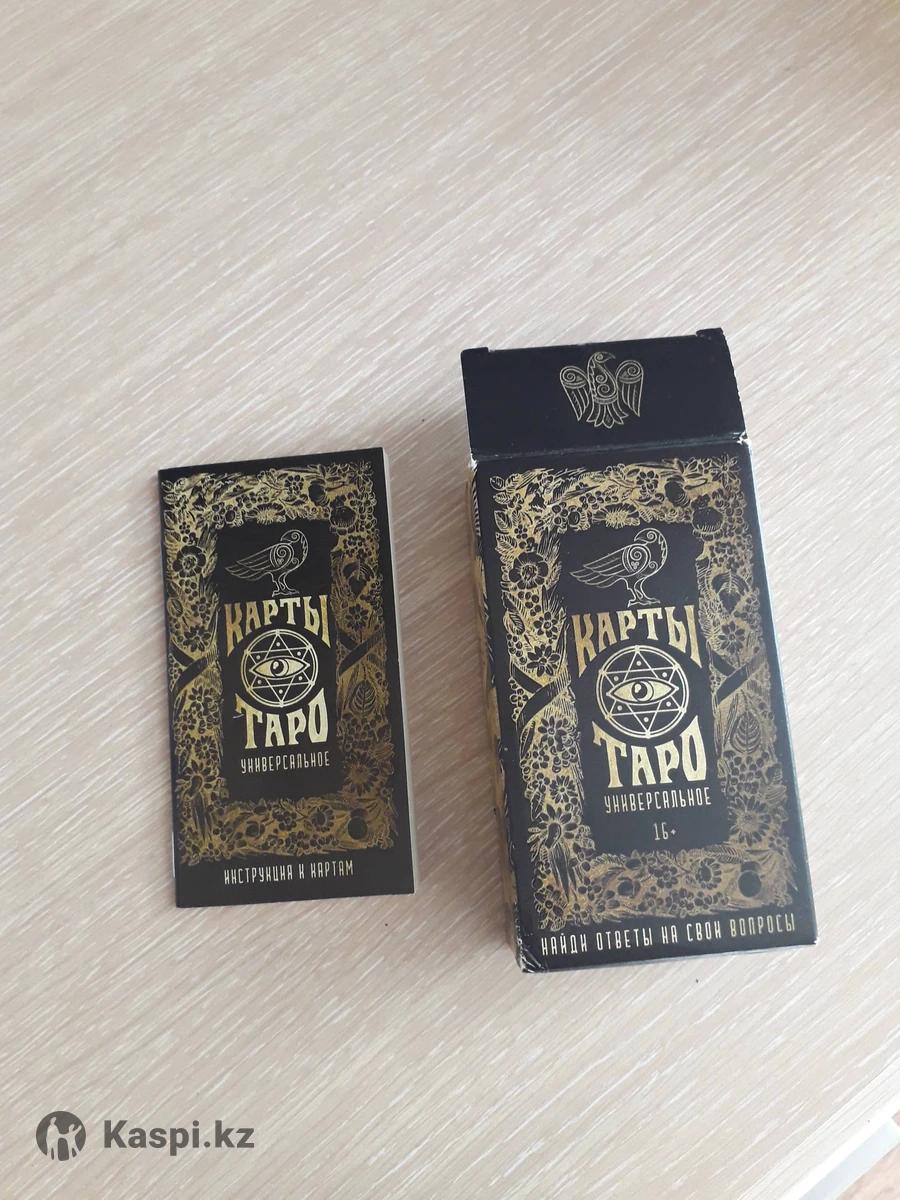 КАРТЫ
ТАРО
УНИВЕРСАЛЬНОЕ
ИНСТРУКЦИЯ К КАРТАМ
КАРТЫ
ТАРО
УНИВЕРСАЛЬНОЕ
16+
НАЙДИ ОТВЕТЫ НА СВОИ ВОПРОСЫ
Kaspi.kz